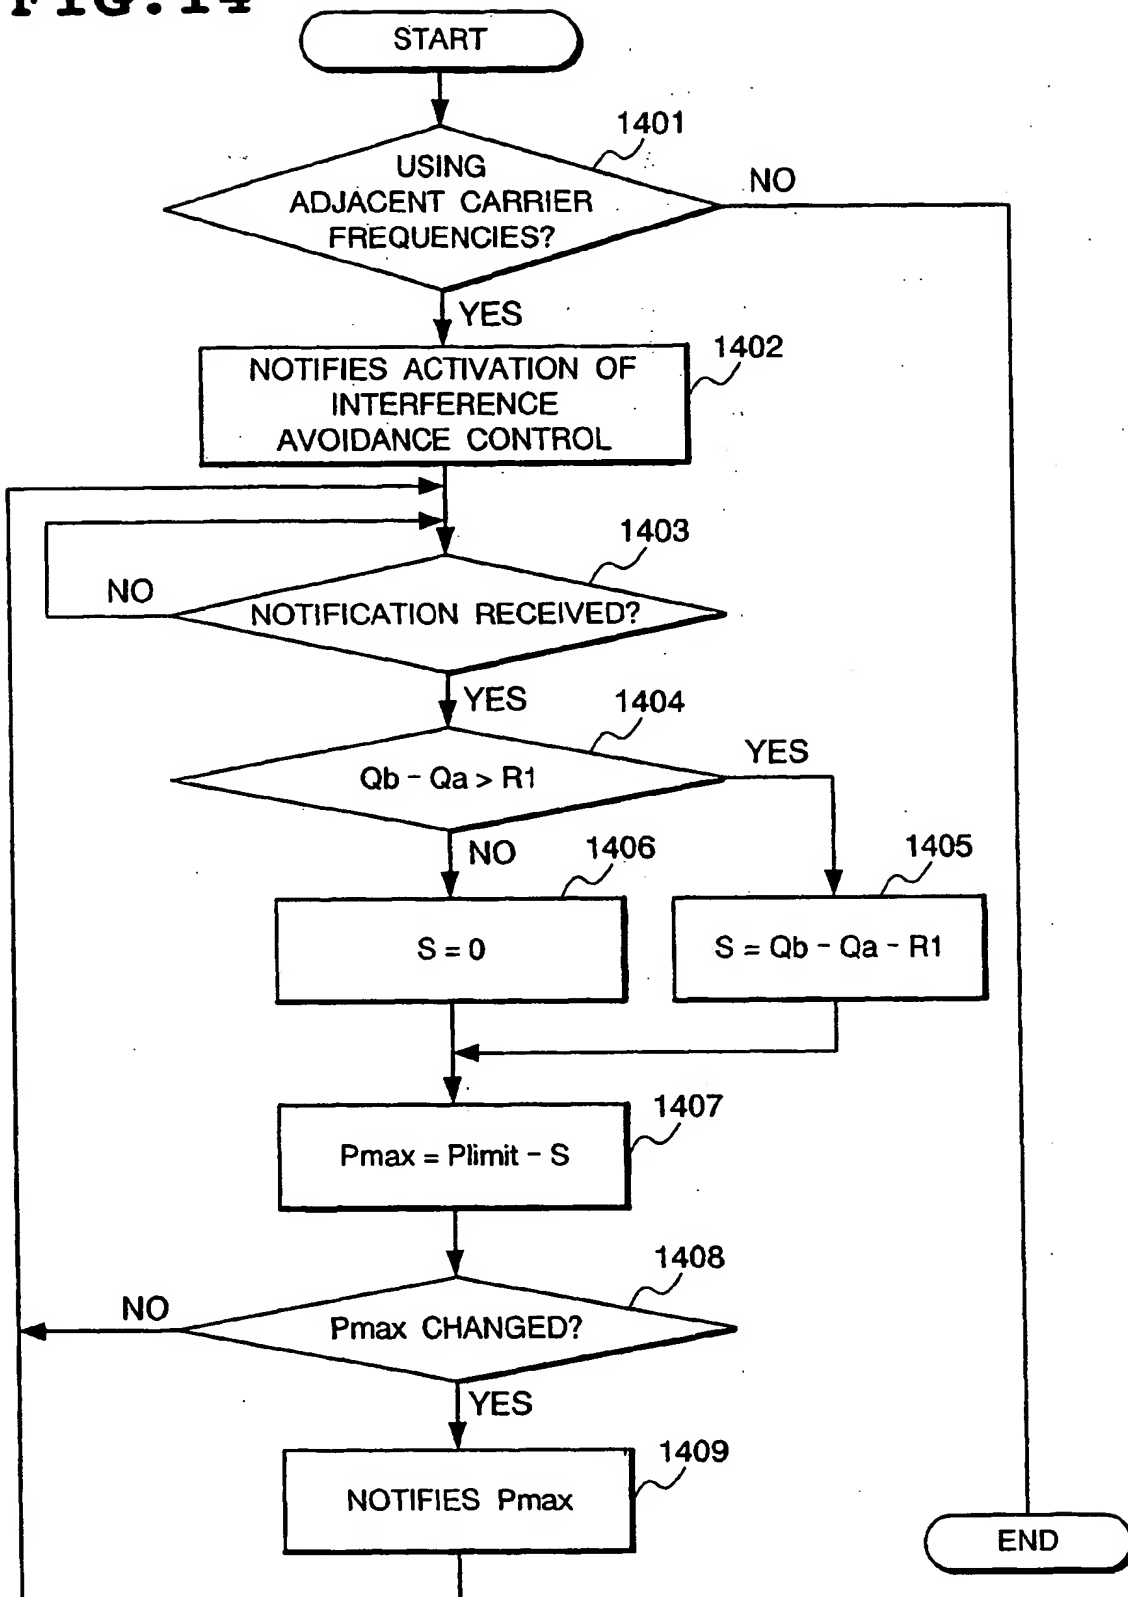 FIG.14
START
1401
USING
ADJACENT CARRIER
FREQUENCIES?
NO
YES
1402
NOTIFIES ACTIVATION OF
INTERFERENCE
AVOIDANCE CONTROL
1403
NO
NOTIFICATION RECEIVED?
YES
1404
YES
Qb - Qa > R1
NO
1406
1405
S = 0
S = Qb - Qa - R1
1407
Pmax = Plimit - S
1408
NO
Pmax CHANGED?
YES
1409
NOTIFIES Pmax
END